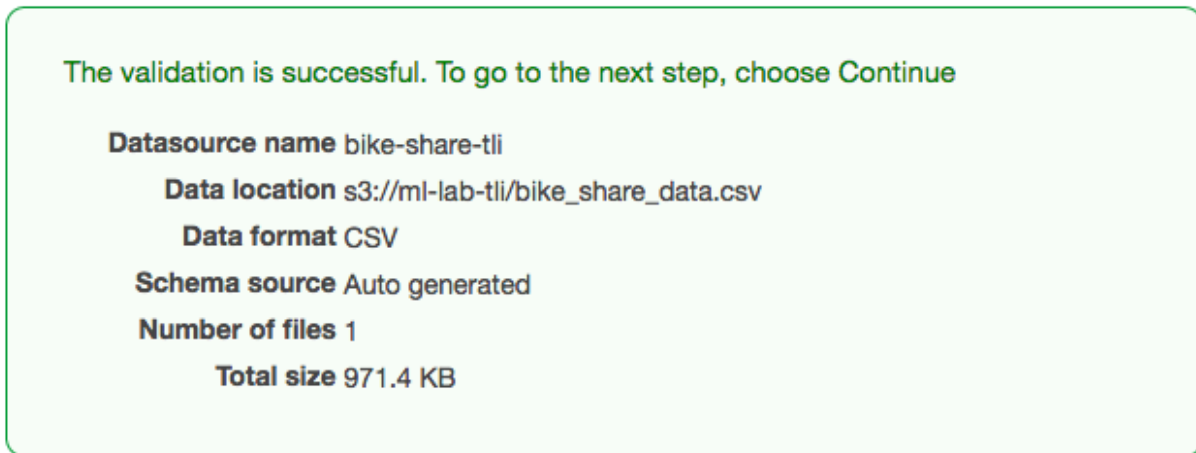 The validation is successful. To go to the next step, choose Continue
Datasource name bike-share-tli
Data location s3://ml-lab-tli/bike_share_data.csv
Data format CSV
Schema source Auto generated
Number of files 1
Total size 971.4 KB